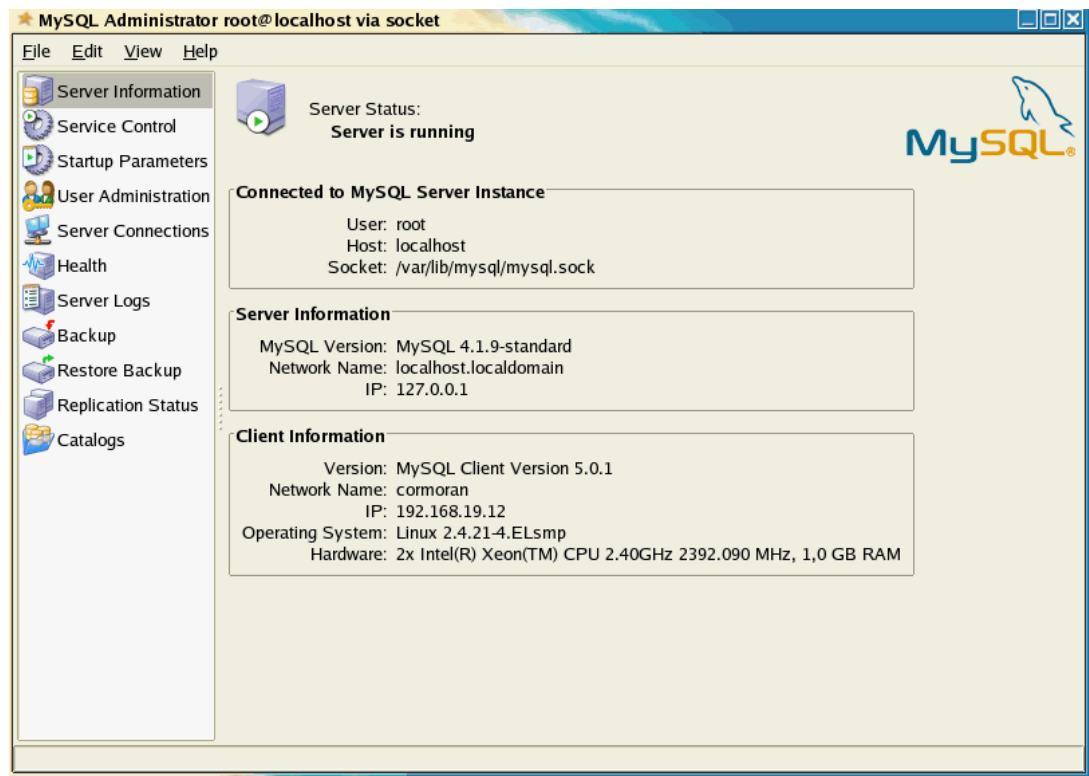 MySQL Administrator root@localhost via socket
File Edit View Help
Server Information
Service Control
Startup Parameters
User Administration
Server Connections
Health
Server Logs
Backup
Restore Backup
Replication Status
Catalogs
Server Status:
Server is running
MySQL®
Connected to MySQL Server Instance
User: root
Host: localhost
Socket: /var/lib/mysql/mysql.sock
Server Information
MySQL Version: MySQL 4.1.9-standard
Network Name: localhost.localdomain
IP: 127.0.0.1
Client Information
Version: MySQL Client Version 5.0.1
Network Name: cormoran
IP: 192.168.19.12
Operating System: Linux 2.4.21-4.ELsmp
Hardware: 2x Intel(R) Xeon(TM) CPU 2.40GHz 2392.090 MHz, 1,0 GB RAM